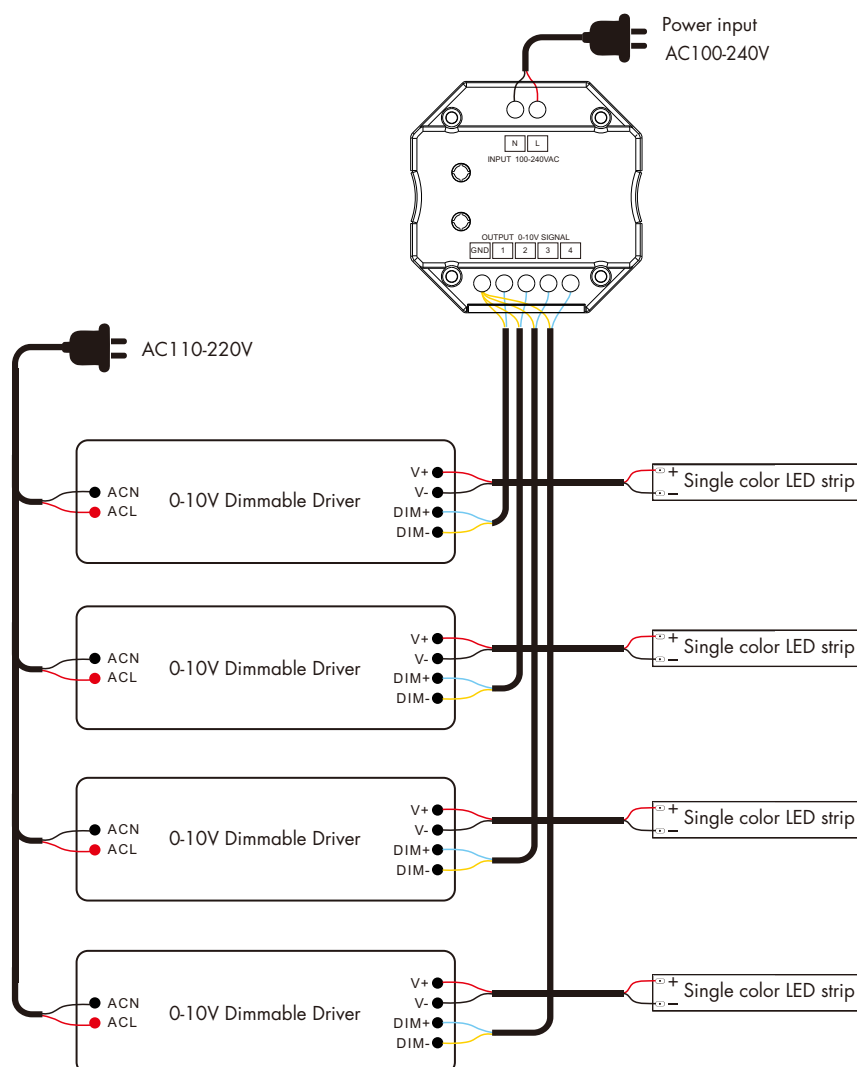 Power input
AC100-240V
N L
INPUT 100-240VAC
OUTPUT 0-10V SIGNAL
GND 1 2 3 4
AC110-220V
ACN
ACL
0-10V Dimmable Driver
V+
V-
DIM+
DIM-
+
−
Single color LED strip
ACN
ACL
0-10V Dimmable Driver
V+
V-
DIM+
DIM-
+
−
Single color LED strip
ACN
ACL
0-10V Dimmable Driver
V+
V-
DIM+
DIM-
+
−
Single color LED strip
ACN
ACL
0-10V Dimmable Driver
V+
V-
DIM+
DIM-
+
−
Single color LED strip